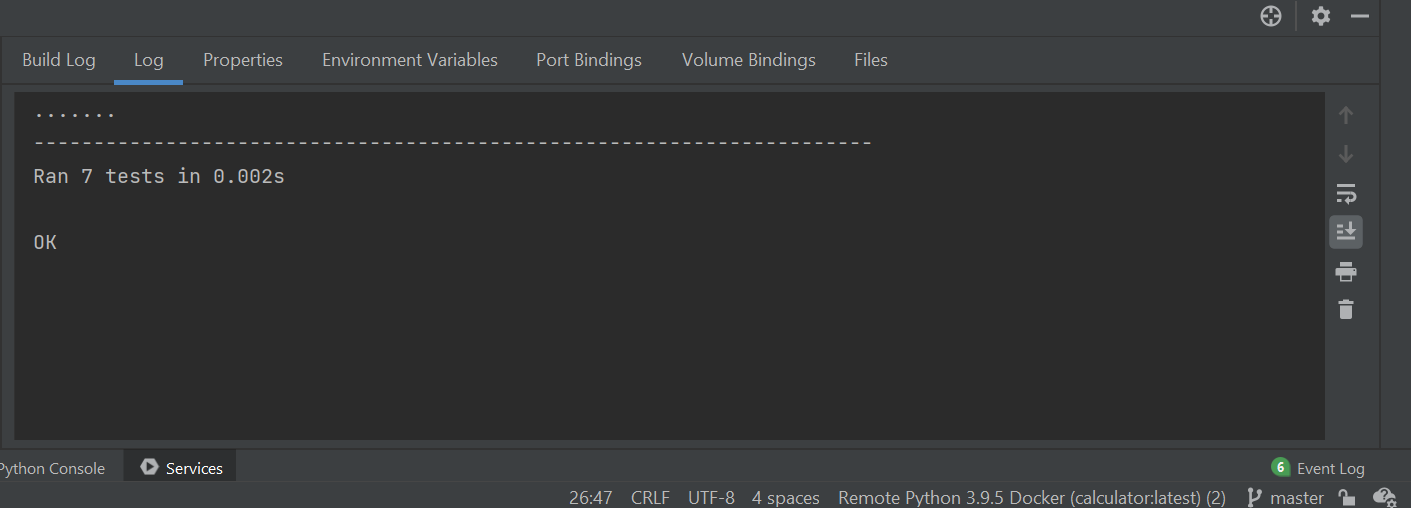 Build Log Log Properties Environment Variables Port Bindings Volume Bindings Files
.......
----------------------------------------------------------------------
Ran 7 tests in 0.002s
OK
Python Console Services 6 Event Log
26:47 CRLF UTF-8 4 spaces Remote Python 3.9.5 Docker (calculator:latest) (2) master